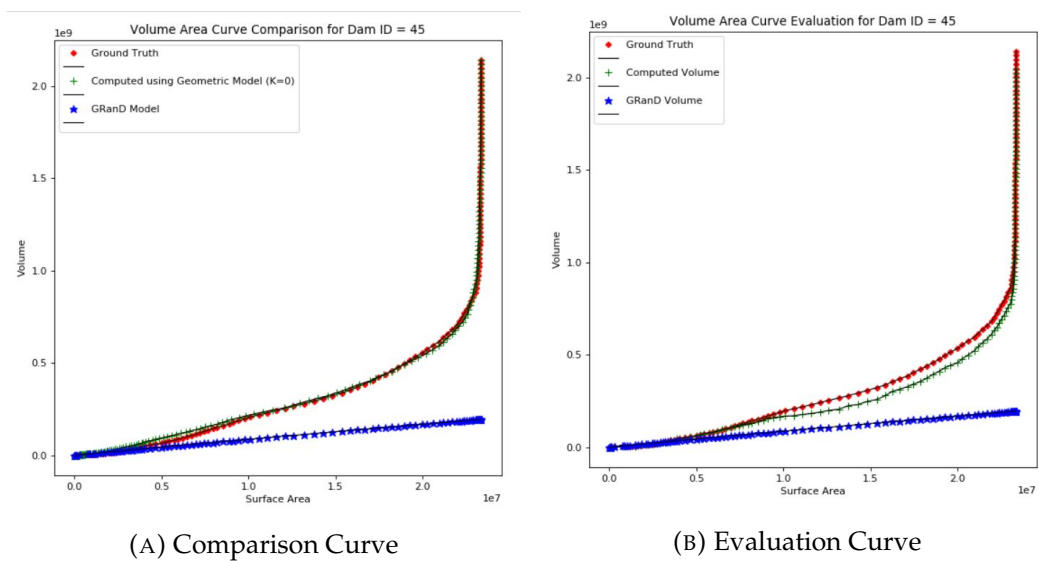 Volume Area Curve Comparison for Dam ID = 45
1e9
Ground Truth
Computed using Geometric Model (K=0)
GRanD Model
2.0
1.5
1.0
0.5
0.0
Volume
0.0 0.5 1.0 1.5 2.0
1e7
Surface Area
(A) Comparison Curve
Volume Area Curve Evaluation for Dam ID = 45
1e9
Ground Truth
Computed Volume
GRanD Volume
2.0
1.5
1.0
0.5
0.0
Volume
0.0 0.5 1.0 1.5 2.0
1e7
Surface Area
(B) Evaluation Curve